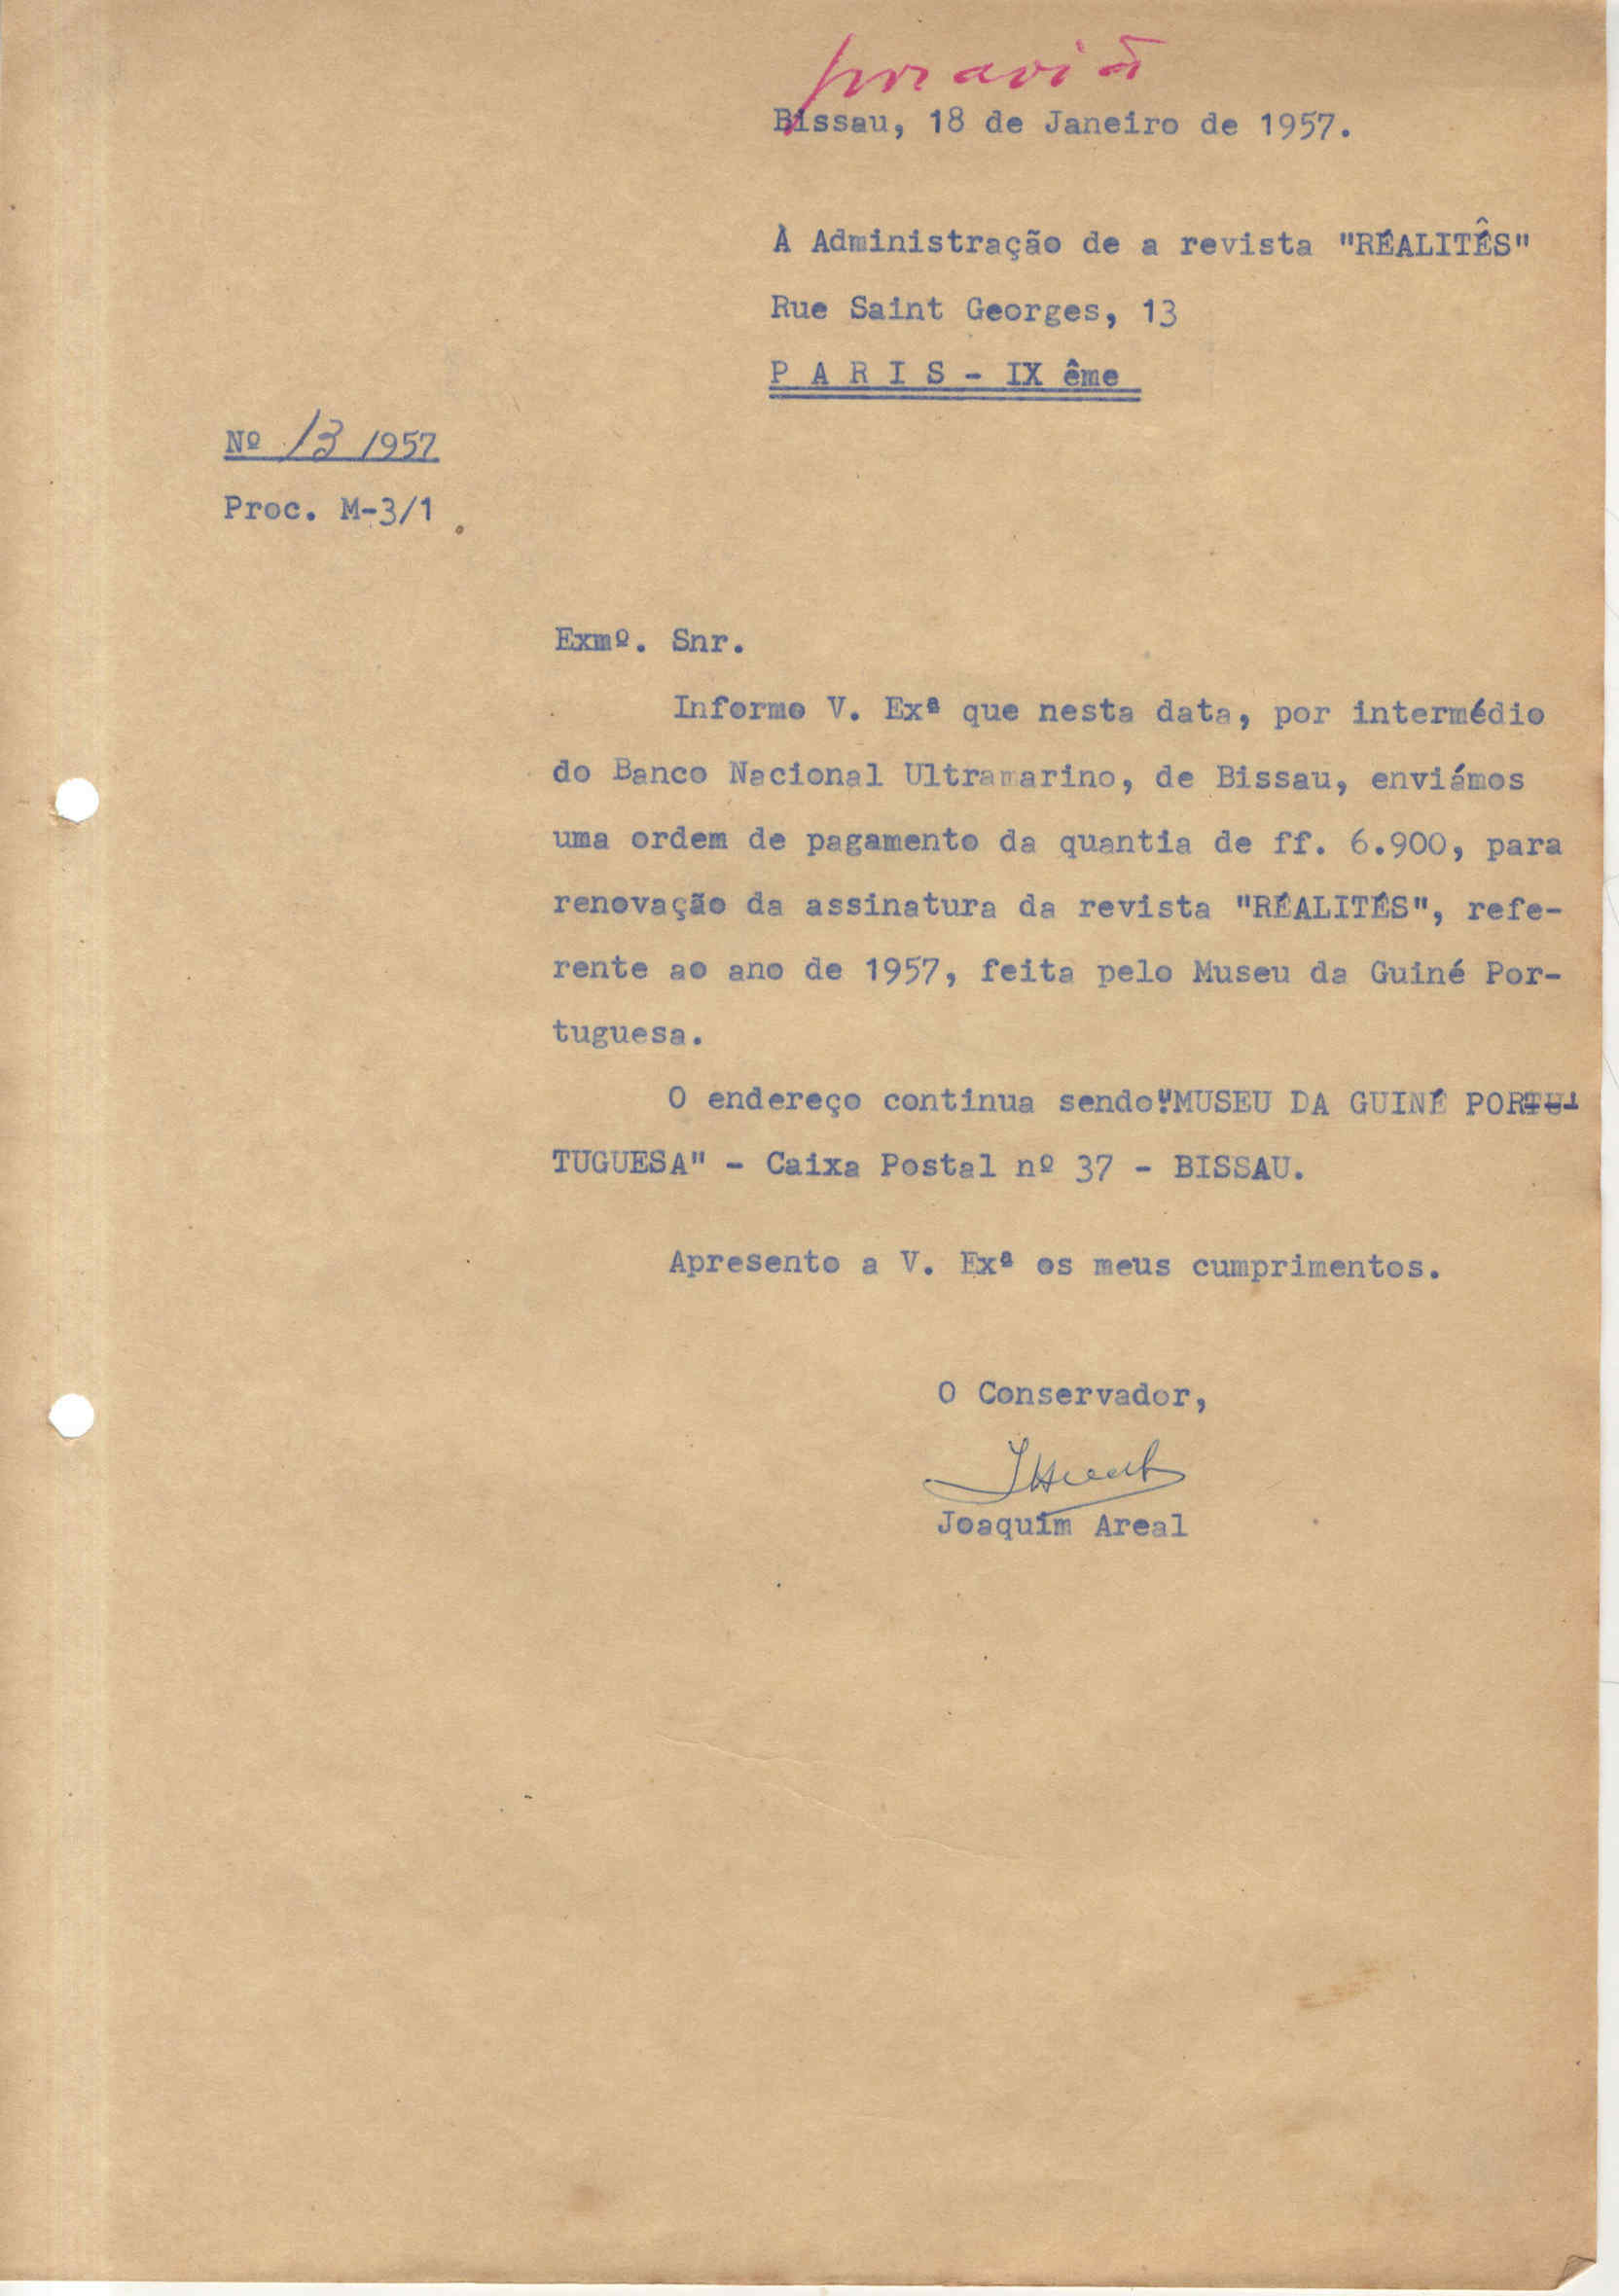 por avião
Bissau, 18 de Janeiro de 1957.
À Administração de a revista "RÉALITÊS"
Rue Saint Georges, 13
P A R I S - IX ême
Nº 13/1957
Proc. M-3/1
Exmº. Snr.
Informo V. Exª que nesta data, por intermédio
do Banco Nacional Ultramarino, de Bissau, enviámos
uma ordem de pagamento da quantia de ff. 6.900, para
renovação da assinatura da revista "RÉALITÉS", refe-
rente ao ano de 1957, feita pelo Museu da Guiné Por-
tuguesa.
O endereço continua sendo:"MUSEU DA GUINÉ POR-
TUGUESA" - Caixa Postal nº 37 - BISSAU.
Apresento a V. Exª os meus cumprimentos.
O Conservador,
JAreal
Joaquim Areal